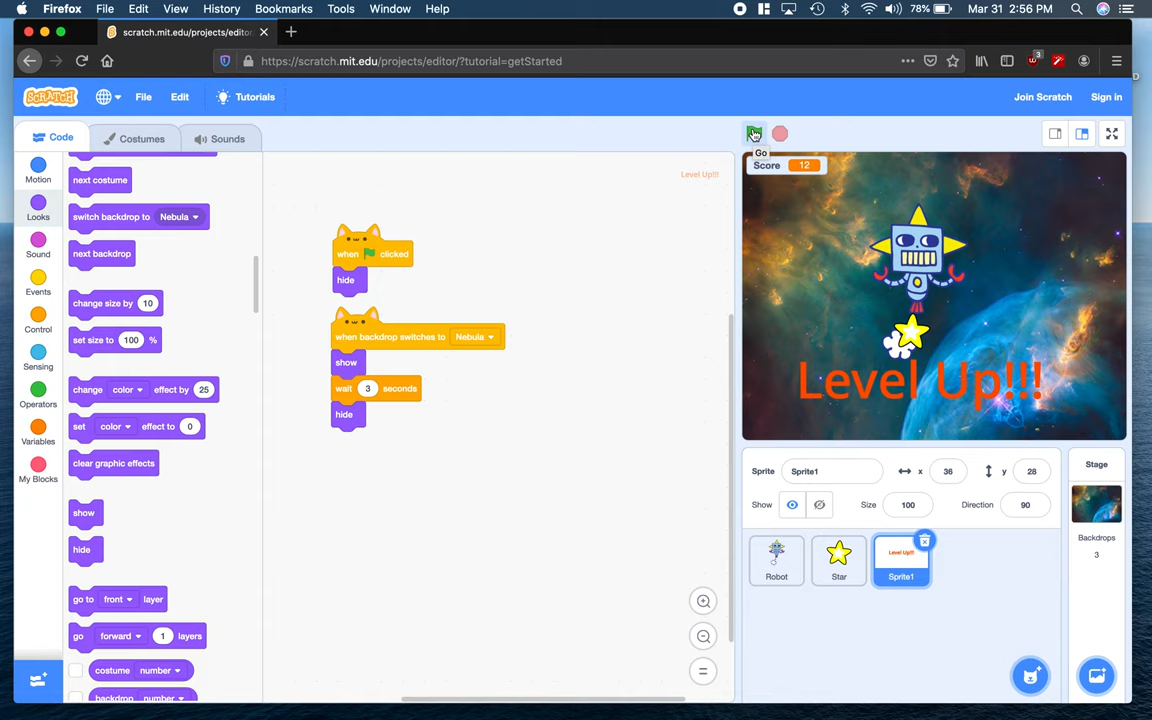 Firefox File Edit View History Bookmarks Tools Window Help 78% Mar 31 2:56 PM
scratch.mit.edu/projects/editor
https://scratch.mit.edu/projects/editor/?tutorial=getStarted 3
SCRATCH File Edit Tutorials Join Scratch Sign in
Code Costumes Sounds
Go
Motion
Looks
Sound
Events
Control
Sensing
Operators
Variables
My Blocks
next costume
switch backdrop to Nebula
next backdrop
change size by 10
set size to 100 %
change color effect by 25
set color effect to 0
clear graphic effects
show
hide
go to front layer
go forward 1 layers
costume number
backdrop number
Level Up!!!
when clicked
hide
when backdrop switches to Nebula
show
wait 3 seconds
hide
Score 12
Level Up!!!
Sprite Sprite1 x 36 y 28
Show Size 100 Direction 90
Level Up!!!
Robot Star Sprite1
Stage
Backdrops
3